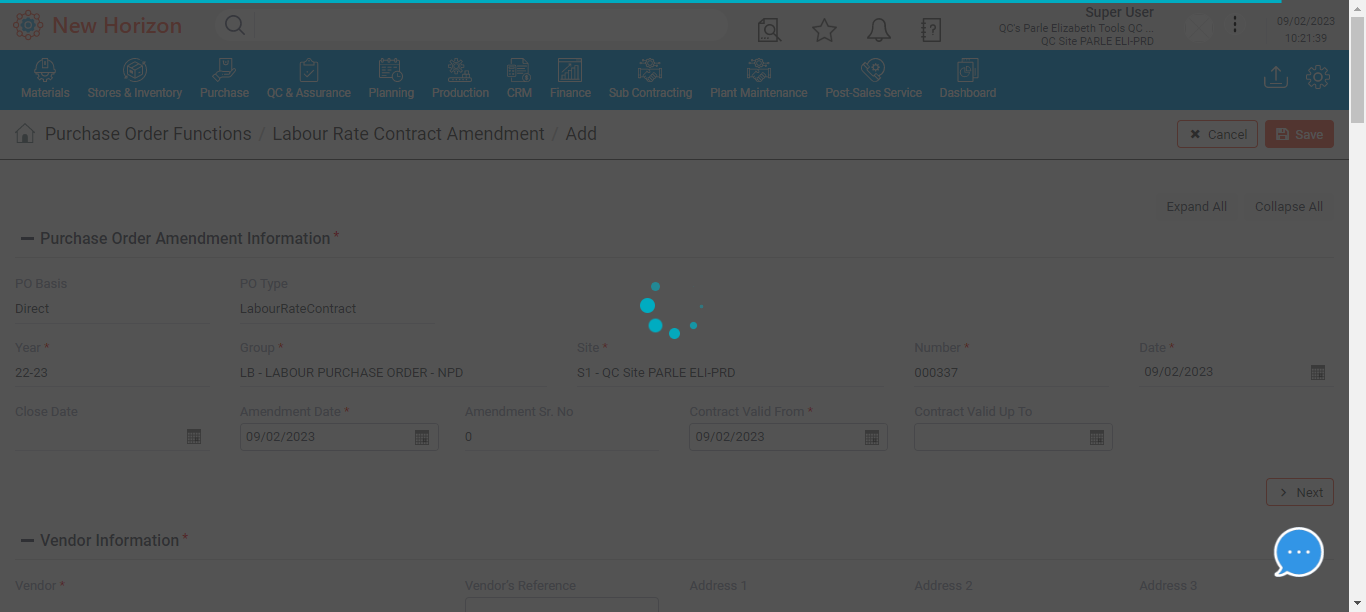 New Horizon
Super User
QC's Parle Elizabeth Tools QC ...
QC Site PARLE ELI-PRD
09/02/2023
10:21:39
Materials
Stores & Inventory
Purchase
QC & Assurance
Planning
Production
CRM
Finance
Sub Contracting
Plant Maintenance
Post-Sales Service
Dashboard
Purchase Order Functions / Labour Rate Contract Amendment / Add
Cancel
Save
Expand All
Collapse All
Purchase Order Amendment Information *
PO Basis
PO Type
Direct
LabourRateContract
Year *
Group *
Site *
Number *
Date *
22-23
LB - LABOUR PURCHASE ORDER - NPD
S1 - QC Site PARLE ELI-PRD
000337
09/02/2023
Close Date
Amendment Date *
Amendment Sr. No
Contract Valid From *
Contract Valid Up To
09/02/2023
0
09/02/2023
Next
Vendor Information *
Vendor *
Vendor's Reference
Address 1
Address 2
Address 3